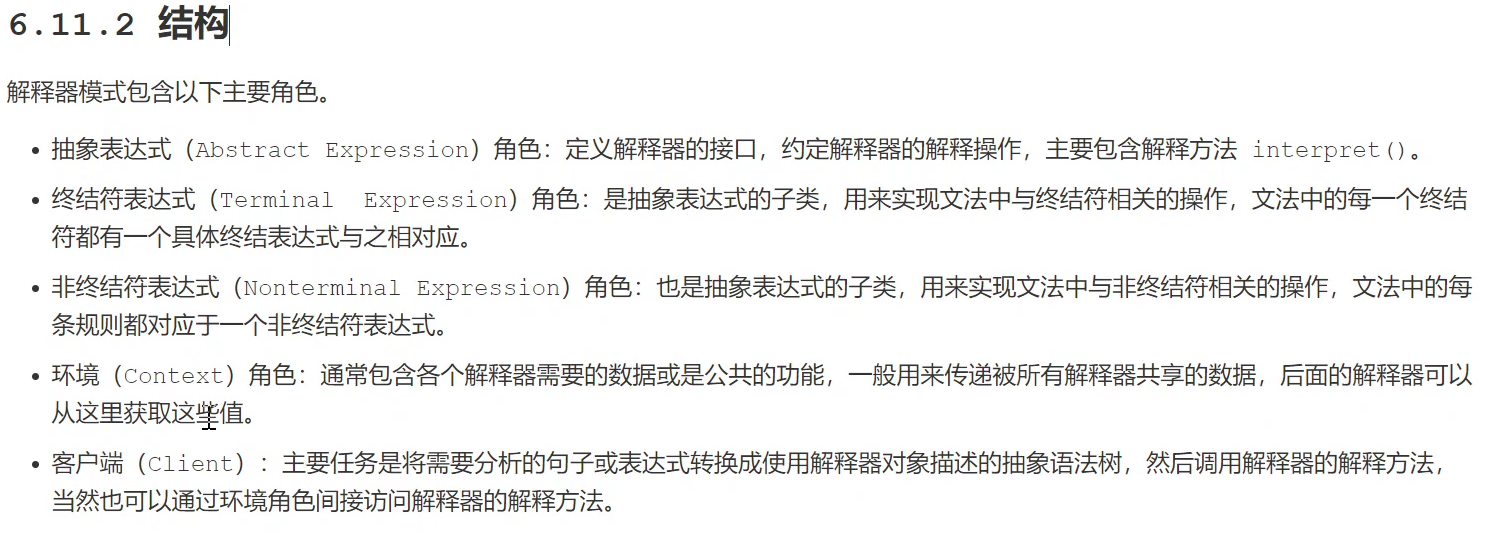 6.11.2 结构
解释器模式包含以下主要角色。
• 抽象表达式（Abstract Expression）角色：定义解释器的接口，约定解释器的解释操作，主要包含解释方法 interpret()。
• 终结符表达式（Terminal  Expression）角色：是抽象表达式的子类，用来实现文法中与终结符相关的操作，文法中的每一个终结
符都有一个具体终结表达式与之相对应。
• 非终结符表达式（Nonterminal Expression）角色：也是抽象表达式的子类，用来实现文法中与非终结符相关的操作，文法中的每
条规则都对应于一个非终结符表达式。
• 环境（Context）角色：通常包含各个解释器需要的数据或是公共的功能，一般用来传递被所有解释器共享的数据，后面的解释器可以
从这里获取这些值。
• 客户端（Client）：主要任务是将需要分析的句子或表达式转换成使用解释器对象描述的抽象语法树，然后调用解释器的解释方法，
当然也可以通过环境角色间接访问解释器的解释方法。